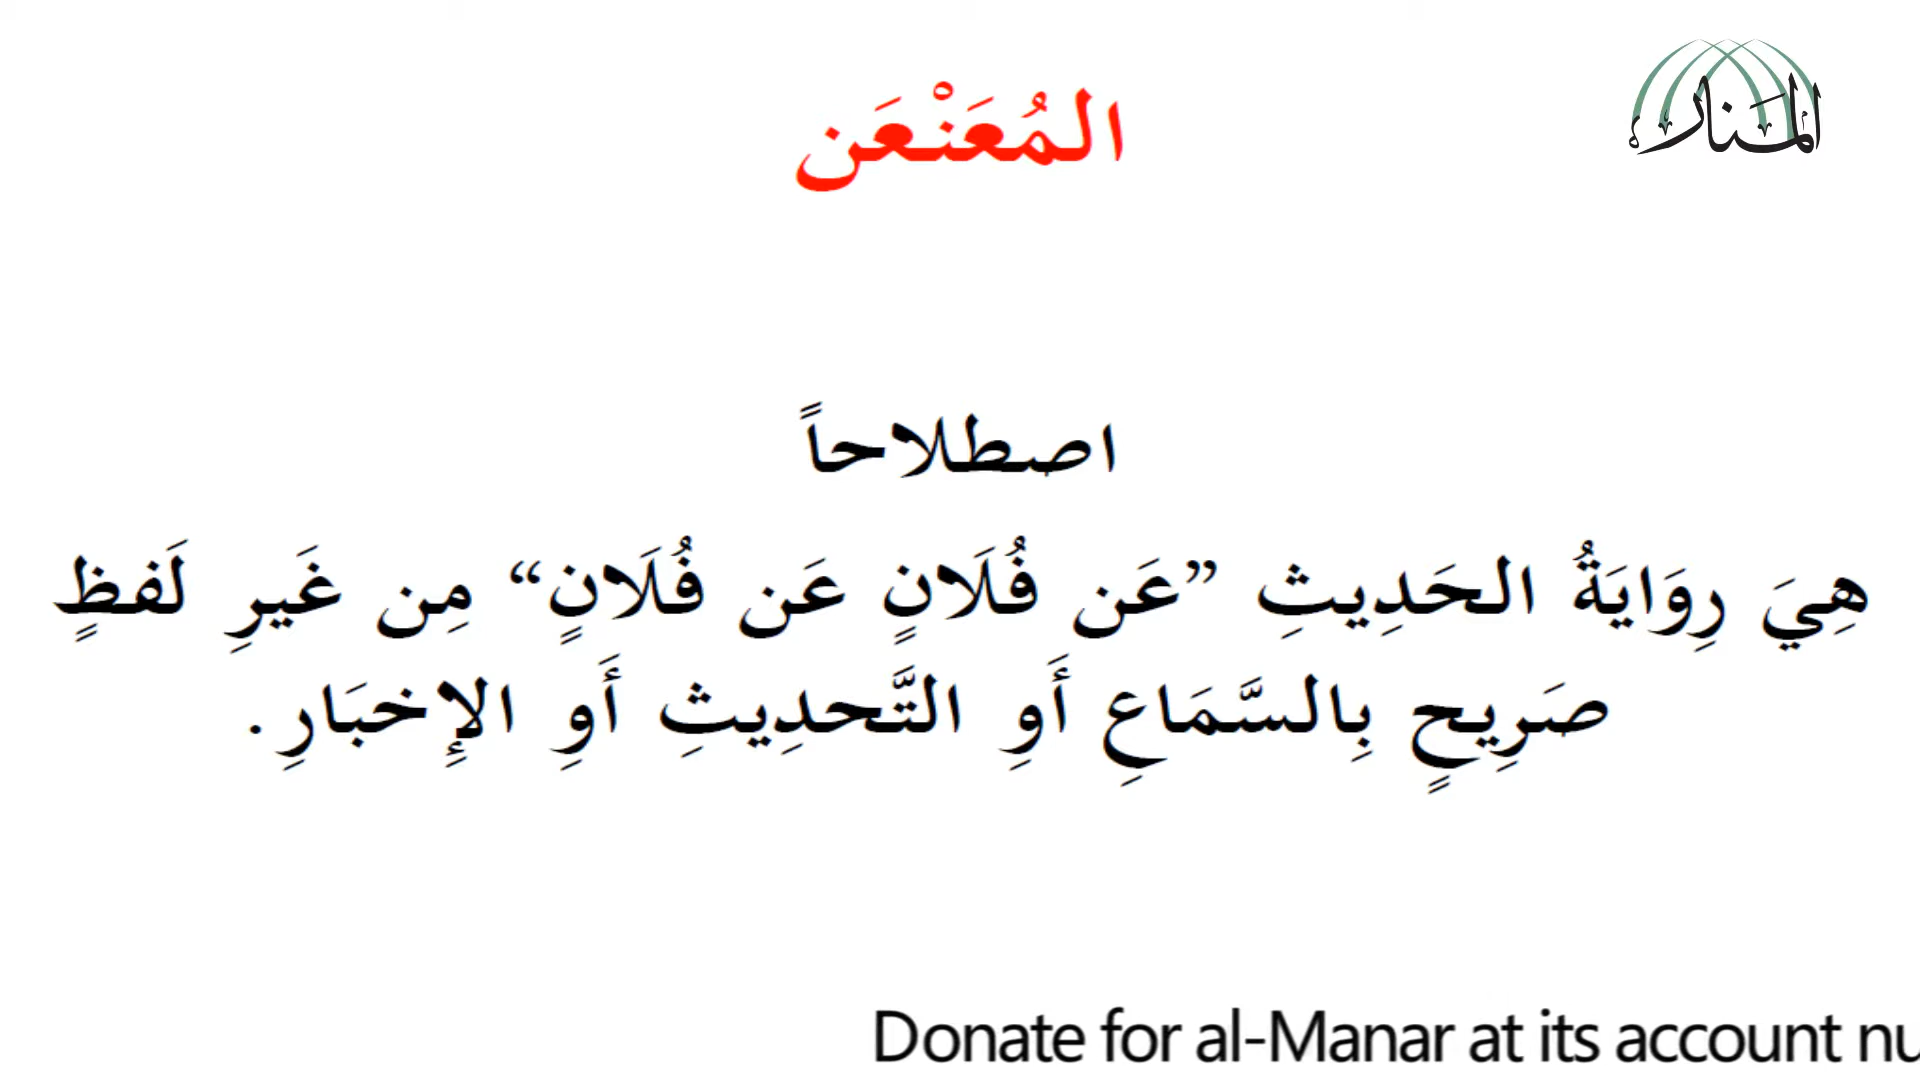 المنارة
المُعَنْعَن
اصطلاحاً
هِيَ رِوَايَةُ الحَدِيثِ ”عَن فُلَانٍ عَن فُلَانٍ“ مِن غَيرِ لَفظٍ
صَرِيحٍ بِالسَّمَاعِ أَوِ التَّحدِيثِ أَوِ الإِخبَارِ.
Donate for al-Manar at its account nu